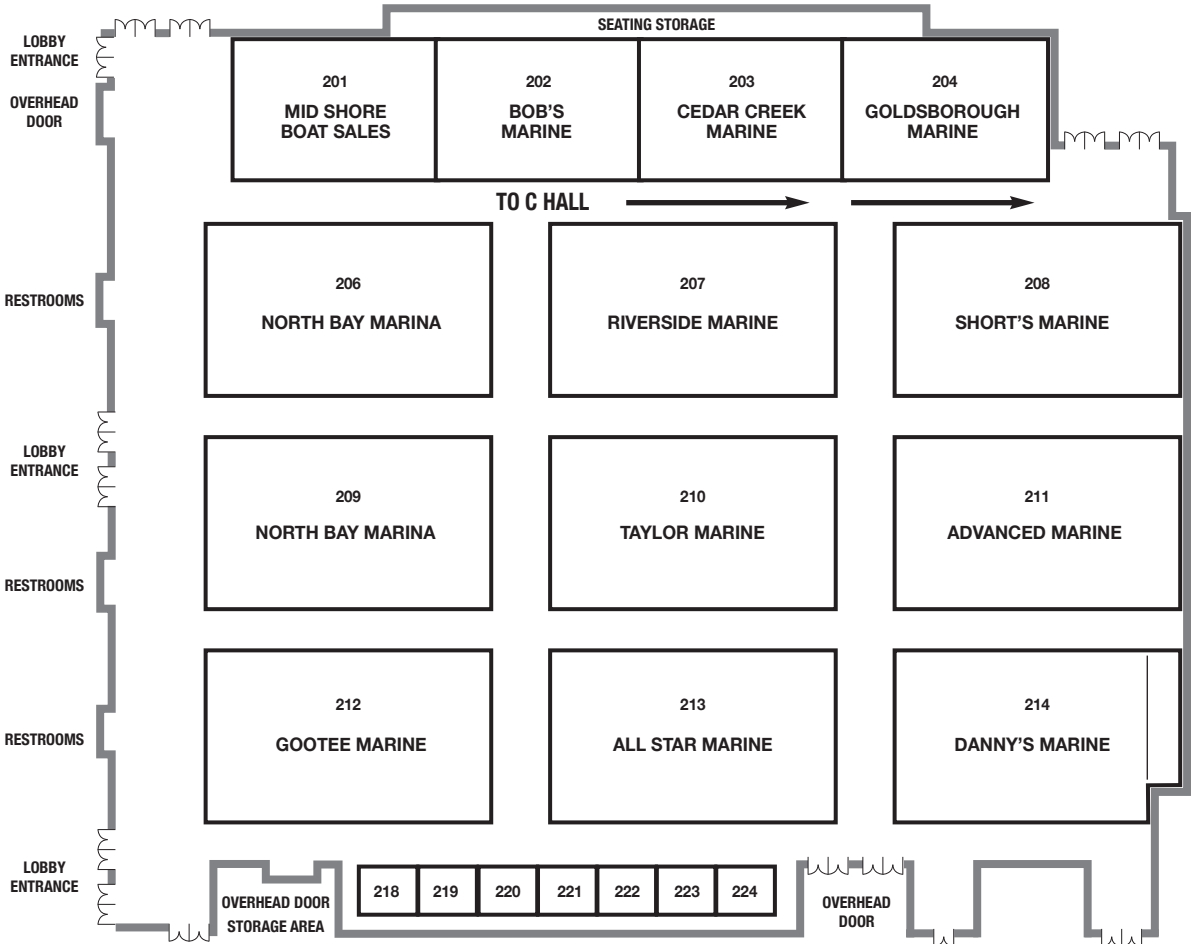 SEATING STORAGE
LOBBY
ENTRANCE
OVERHEAD
DOOR
201
MID SHORE
BOAT SALES
202
BOB’S
MARINE
203
CEDAR CREEK
MARINE
204
GOLDSBOROUGH
MARINE
TO C HALL
RESTROOMS
206
NORTH BAY MARINA
207
RIVERSIDE MARINE
208
SHORT’S MARINE
LOBBY
ENTRANCE
209
NORTH BAY MARINA
210
TAYLOR MARINE
211
ADVANCED MARINE
RESTROOMS
212
GOOTEE MARINE
213
ALL STAR MARINE
214
DANNY’S MARINE
RESTROOMS
LOBBY
ENTRANCE
OVERHEAD DOOR
STORAGE AREA
218
219
220
221
222
223
224
OVERHEAD
DOOR